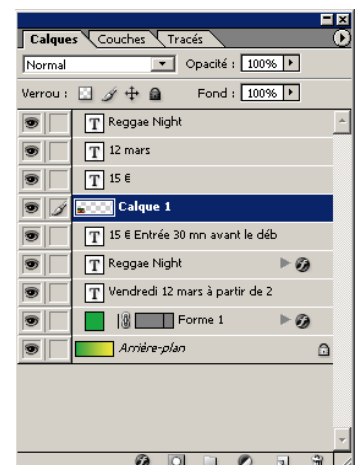 Calques Couches Tracés
Normal Opacité : 100%
Verrou : Fond : 100%
T Reggae Night
T 12 mars
T 15 €
Calque 1
T 15 € Entrée 30 mn avant le déb
T Reggae Night
T Vendredi 12 mars à partir de 2
Forme 1
Arrière-plan